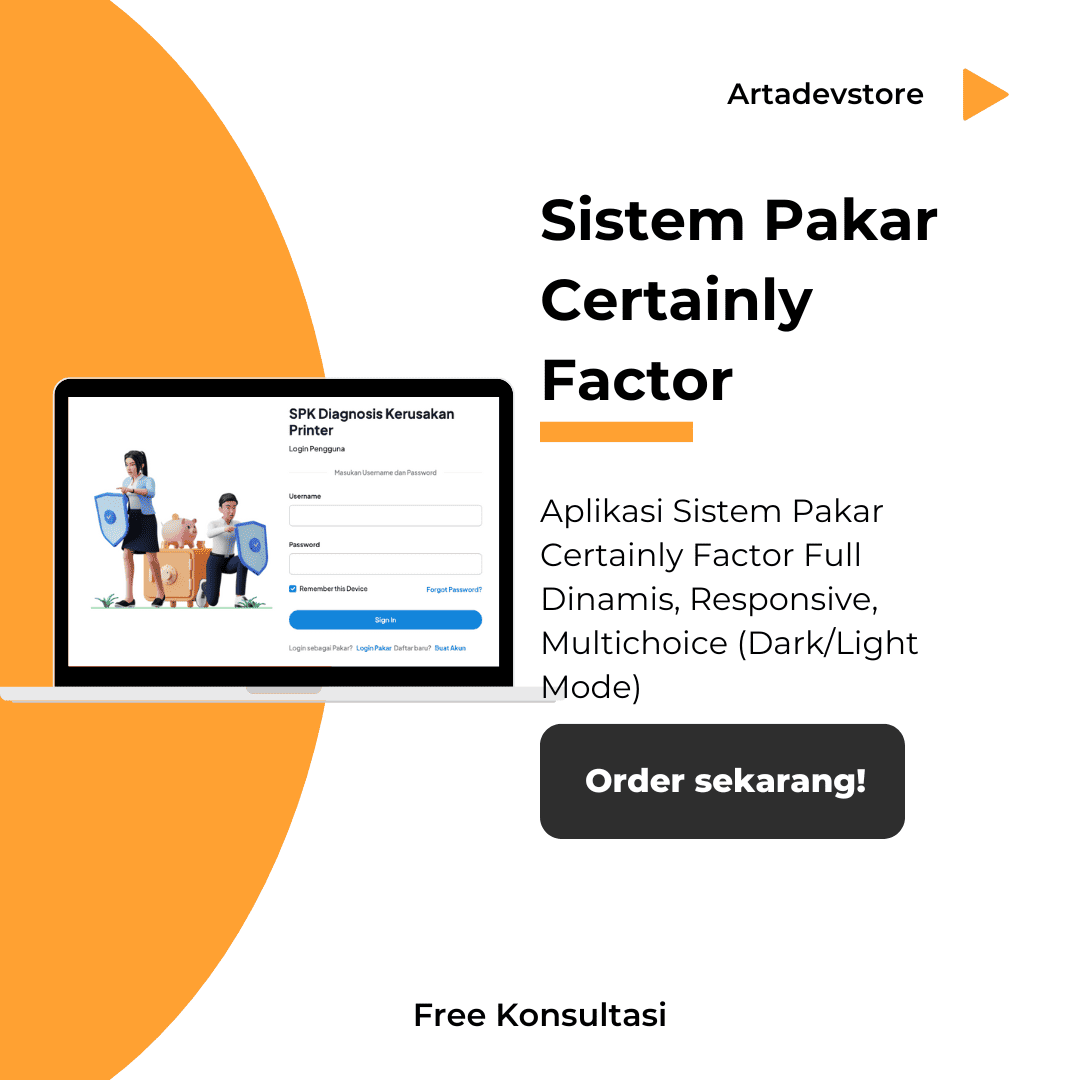 Artadevstore
Sistem Pakar
Certainly
Factor
SPK Diagnosis Kerusakan
Printer
Login Pengguna
Masukan Username dan Password
Username
Password
Remember this Device
Forgot Password?
Sign In
Login sebagai Pakar? Login Pakar Daftar baru? Buat Akun
Aplikasi Sistem Pakar
Certainly Factor Full
Dinamis, Responsive,
Multichoice (Dark/Light
Mode)
Order sekarang!
Free Konsultasi